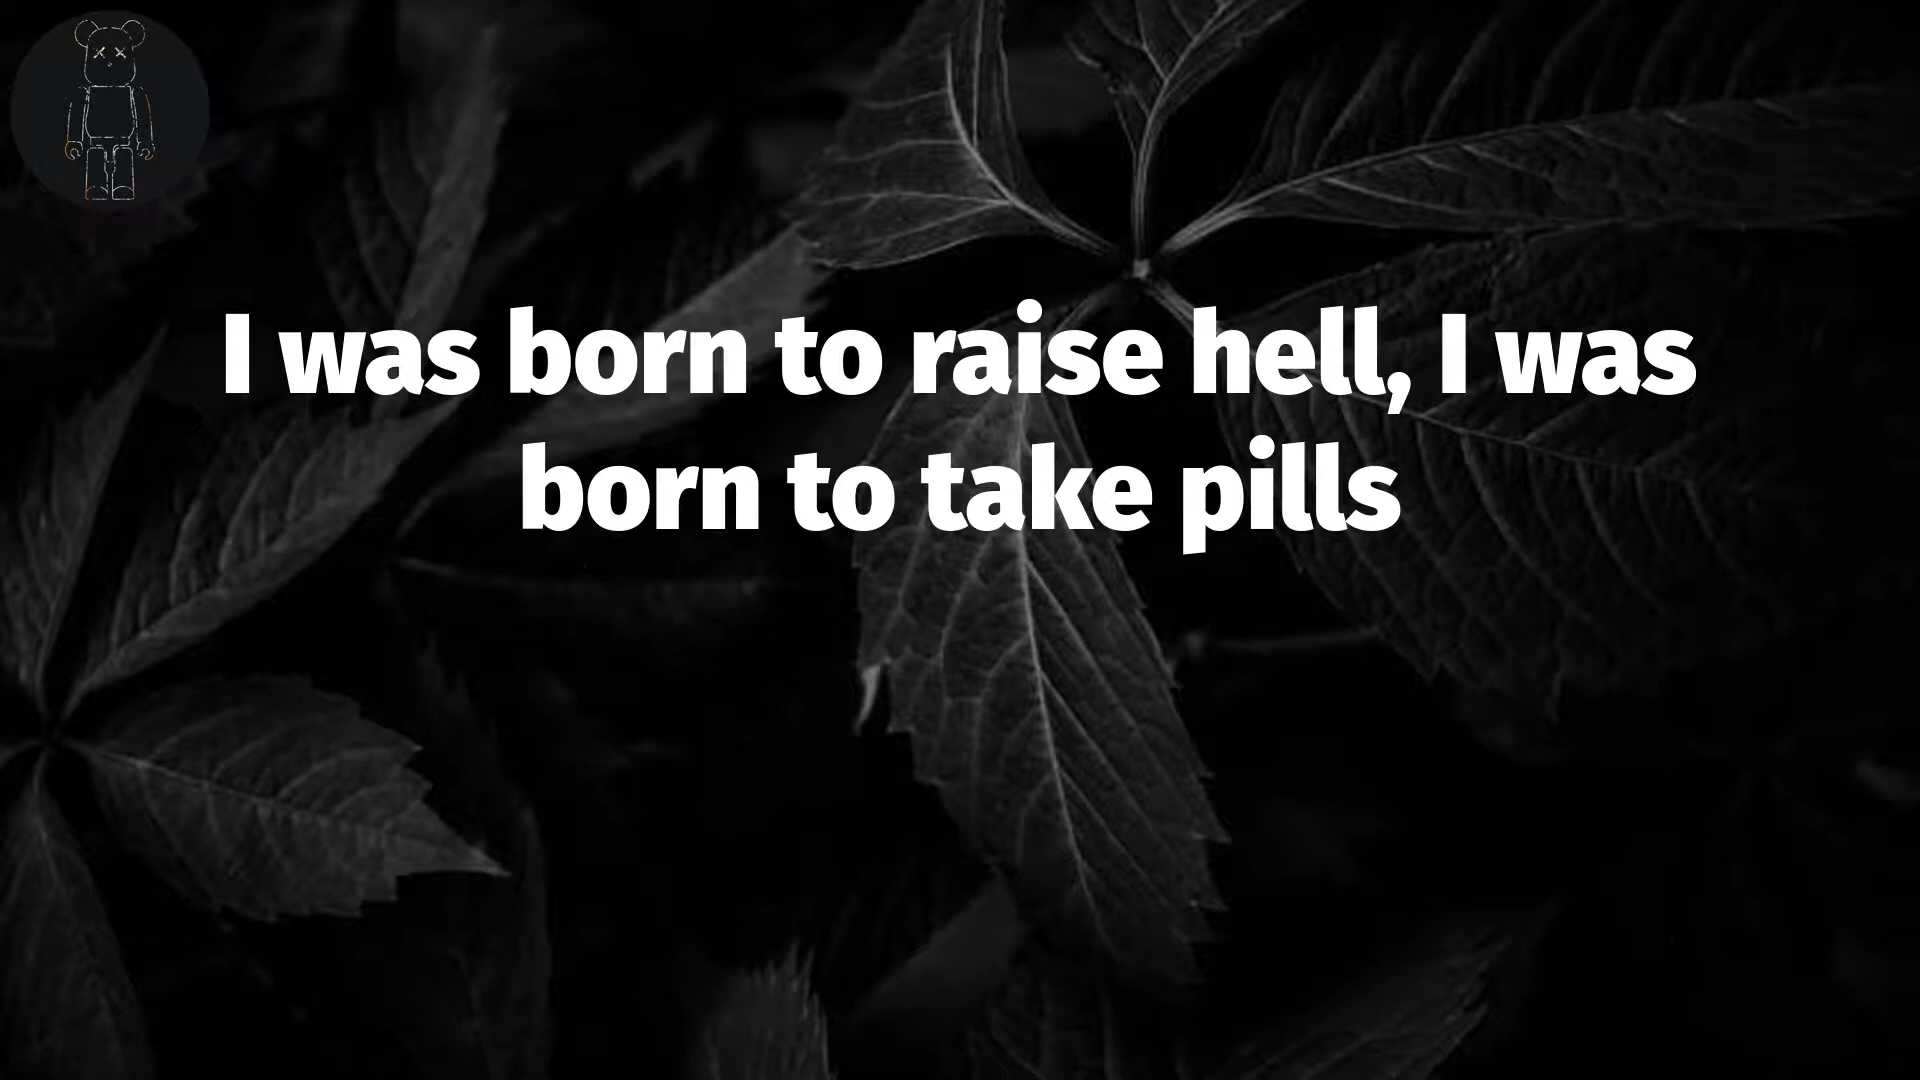 I was born to raise hell, I was
born to take pills